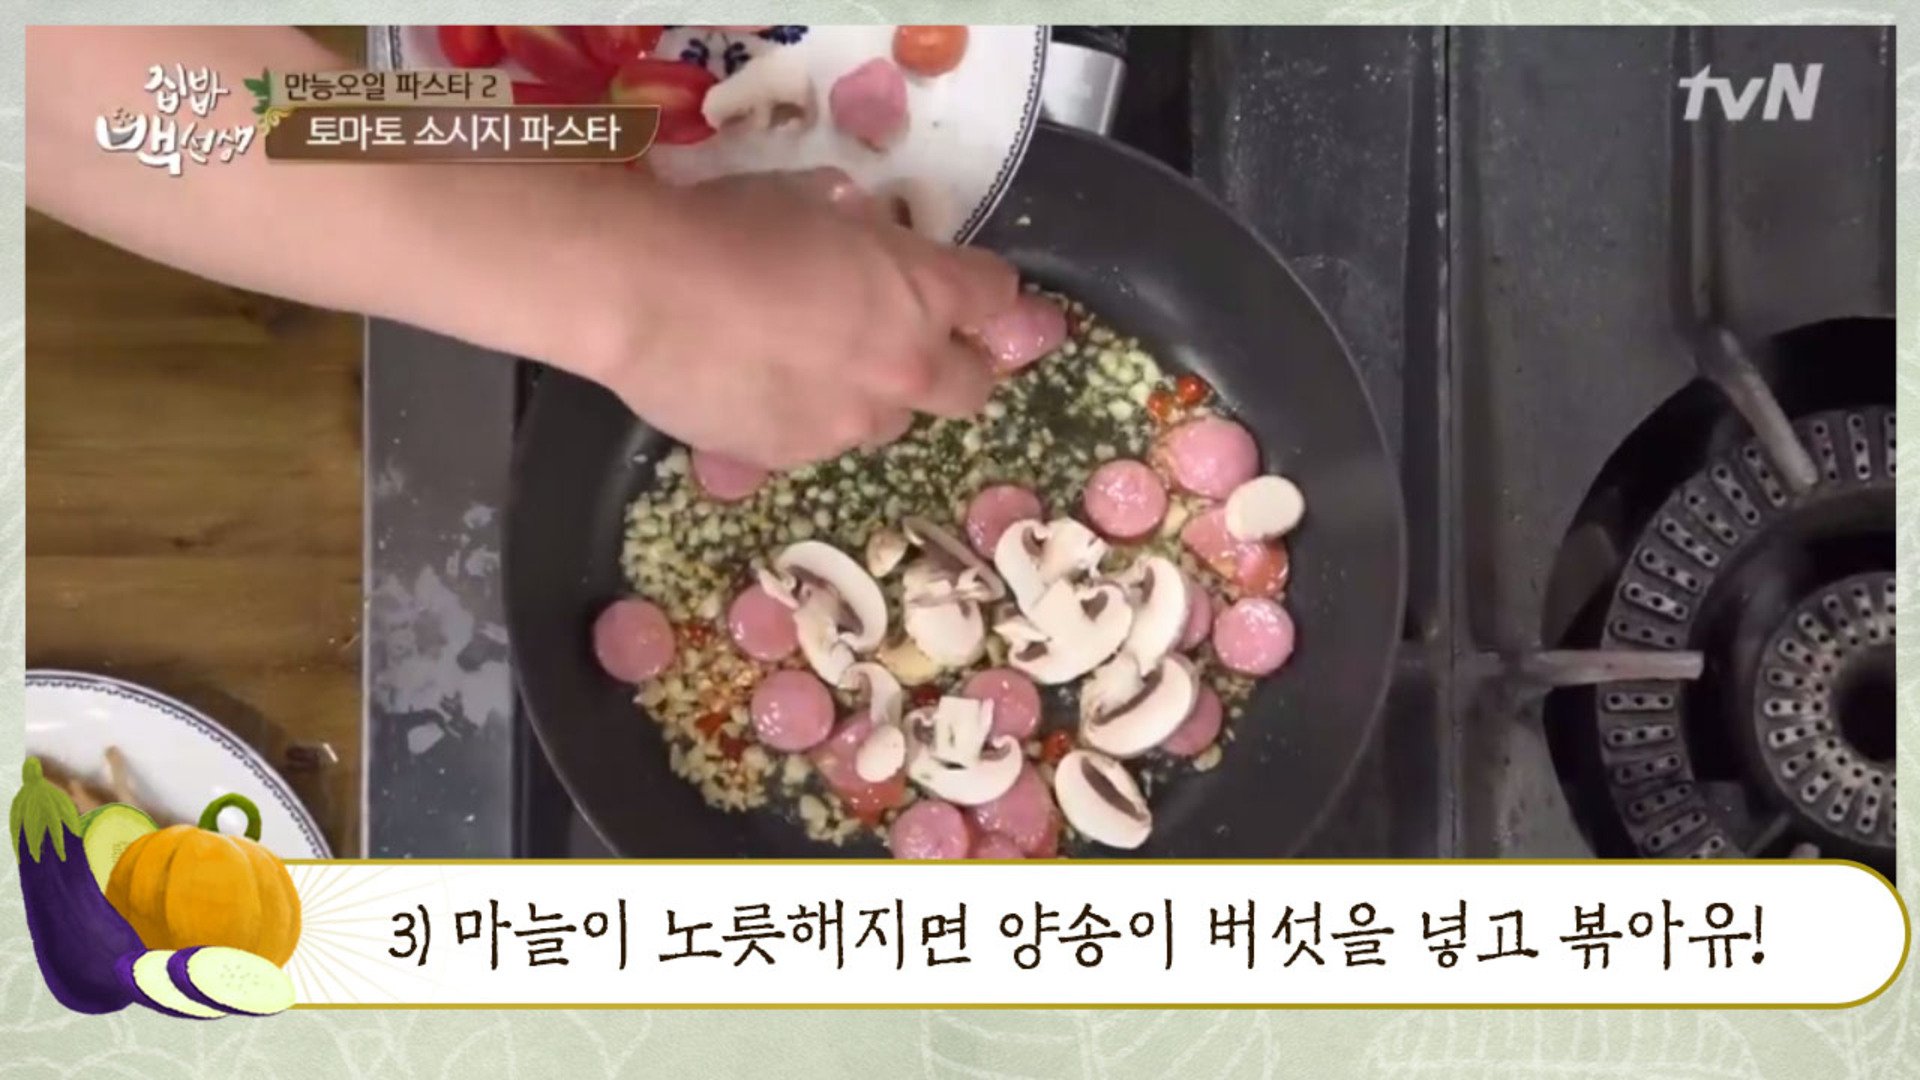 집밥
백선생
만능오일 파스타 2
토마토 소시지 파스타
tvN
3) 마늘이 노릇해지면 양송이 버섯을 넣고 볶아유!